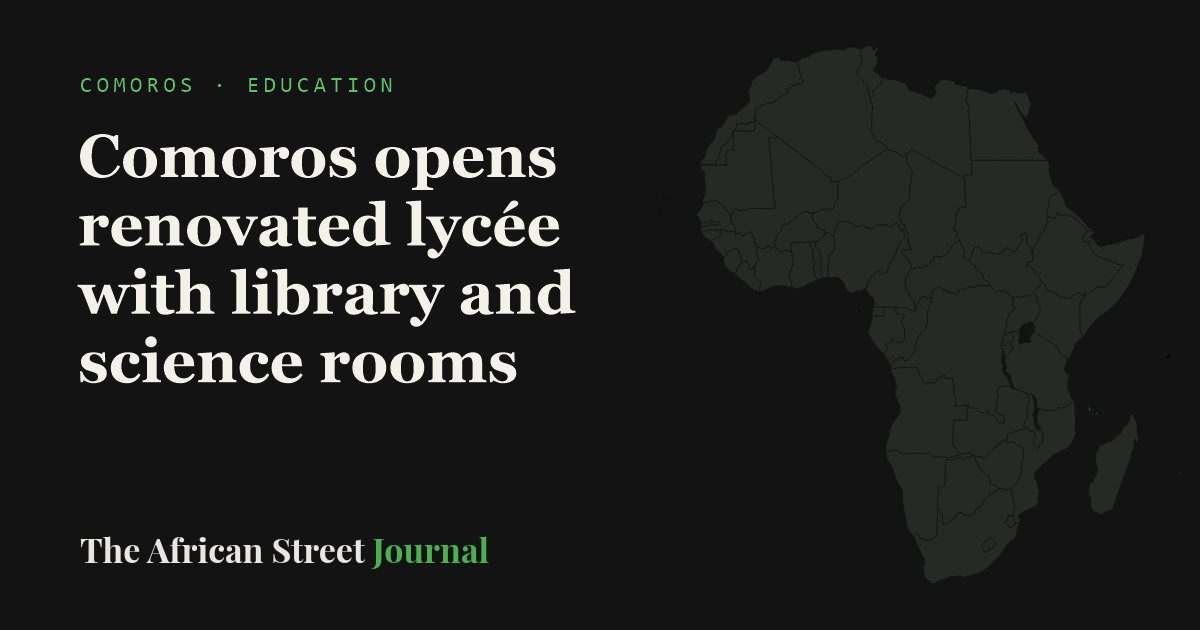 COMOROS · EDUCATION
Comoros opens
renovated lycée
with library and
science rooms
The African Street Journal